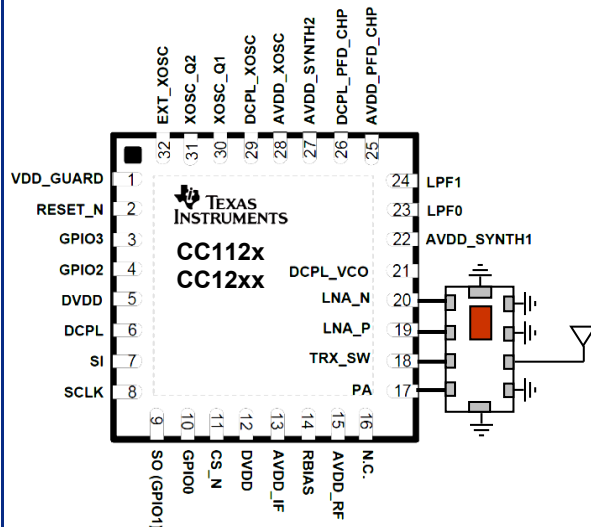 EXT_XOSC
XOSC_Q2
XOSC_Q1
DCPL_XOSC
AVDD_XOSC
AVDD_SYNTH2
DCPL_PFD_CHP
AVDD_PFD_CHP
32
31
30
29
28
27
26
25
VDD_GUARD 1
RESET_N 2
GPIO3 3
GPIO2 4
DVDD 5
DCPL 6
SI 7
SCLK 8
TEXAS
INSTRUMENTS
CC112x
CC12xx
24 LPF1
23 LPF0
22 AVDD_SYNTH1
DCPL_VCO 21
LNA_N 20
LNA_P 19
TRX_SW 18
PA 17
9
10
11
12
13
14
15
16
SO (GPIO1)
GPIO0
CS_N
DVDD
AVDD_IF
RBIAS
AVDD_RF
N.C.